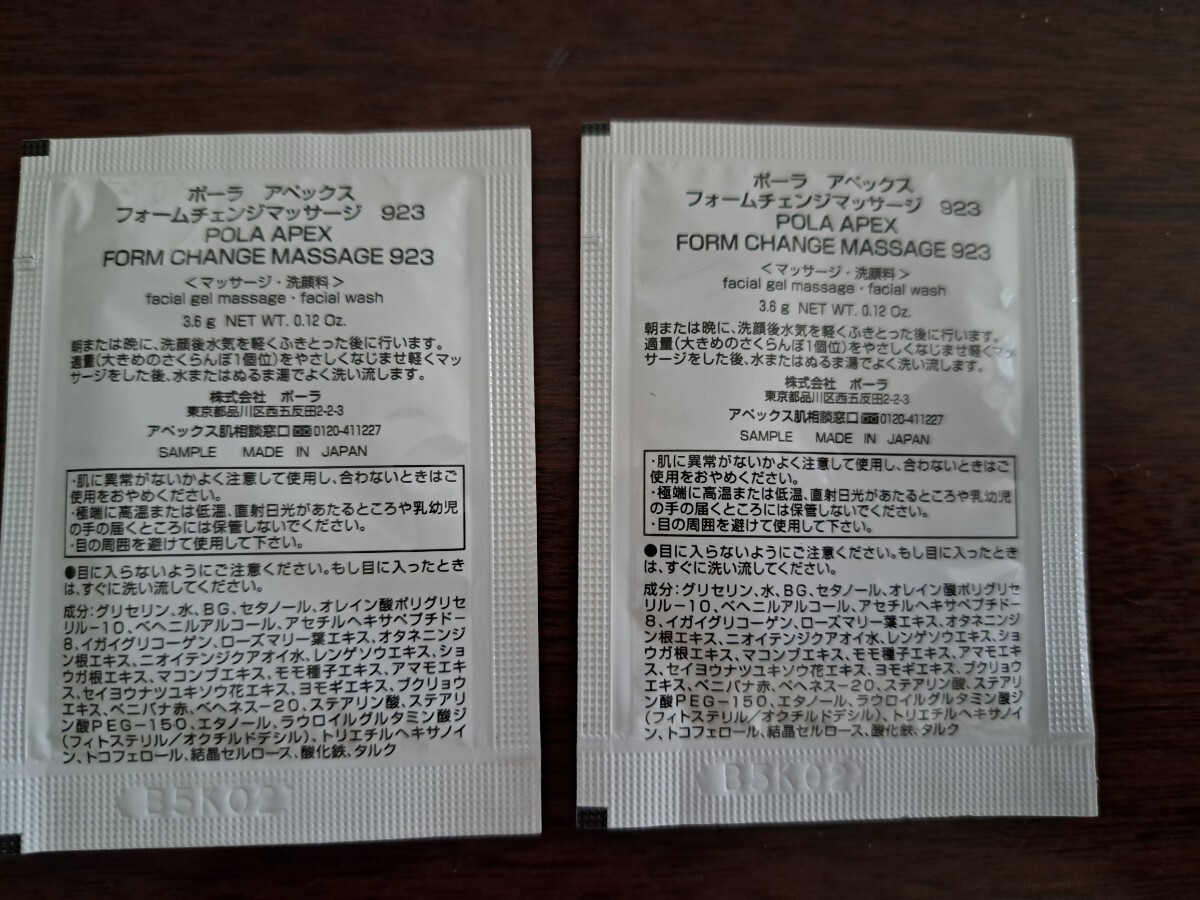 ポーラ アペックス
フォームチェンジマッサージ 923
POLA APEX
FORM CHANGE MASSAGE 923
<マッサージ・洗顔料>
facial gel massage・facial wash
3.6 g NET WT. 0.12 Oz.
朝または晩に、洗顔後水気を軽くふきとった後に行います。
適量(大きめのさくらんぼ1個位)をやさしくなじませ軽くマッ
サージをした後、水またはぬるま湯でよく洗い流します。
株式会社 ポーラ
東京都品川区西五反田2-2-3
アペックス肌相談窓口 0120-411227
SAMPLE MADE IN JAPAN
・肌に異常がないかよく注意して使用し、合わないときはご
使用をおやめください。
・極端に高温または低温、直射日光があたるところや乳幼児
の手の届くところには保管しないでください。
・目の周囲を避けて使用して下さい。
●目に入らないようにご注意ください。もし目に入ったとき
は、すぐに洗い流してください。
成分:グリセリン、水、BG、セタノール、オレイン酸ポリグリセ
リル-10、ベヘニルアルコール、アセチルヘキサペプチド-
8、イガイグリコーゲン、ローズマリー葉エキス、オタネニンジ
ン根エキス、ニオイテンジクアオイ水、レンゲソウエキス、ショ
ウガ根エキス、マコンブエキス、モモ種子エキス、アマモエキ
ス、セイヨウナツユキソウ花エキス、ヨモギエキス、ブクリョウ
エキス、ベニバナ赤、ベヘネス-20、ステアリン酸、ステアリ
ン酸PEG-150、エタノール、ラウロイルグルタミン酸ジ
(フィトステリル/オクチルドデシル)、トリエチルヘキサノイ
ン、トコフェロール、結晶セルロース、酸化鉄、タルク
B5K02
ポーラ アペックス
フォームチェンジマッサージ 923
POLA APEX
FORM CHANGE MASSAGE 923
<マッサージ・洗顔料>
facial gel massage・facial wash
3.6 g NET WT. 0.12 Oz.
朝または晩に、洗顔後水気を軽くふきとった後に行います。
適量(大きめのさくらんぼ1個位)をやさしくなじませ軽くマッ
サージをした後、水またはぬるま湯でよく洗い流します。
株式会社 ポーラ
東京都品川区西五反田2-2-3
アペックス肌相談窓口 0120-411227
SAMPLE MADE IN JAPAN
・肌に異常がないかよく注意して使用し、合わないときはご
使用をおやめください。
・極端に高温または低温、直射日光があたるところや乳幼児
の手の届くところには保管しないでください。
・目の周囲を避けて使用して下さい。
●目に入らないようにご注意ください。もし目に入ったとき
は、すぐに洗い流してください。
成分:グリセリン、水、BG、セタノール、オレイン酸ポリグリセ
リル-10、ベヘニルアルコール、アセチルヘキサペプチド-
8、イガイグリコーゲン、ローズマリー葉エキス、オタネニン
ジン根エキス、ニオイテンジクアオイ水、レンゲソウエキス、ショ
ウガ根エキス、マコンブエキス、モモ種子エキス、アマモエキ
ス、セイヨウナツユキソウ花エキス、ヨモギエキス、ブクリョウ
エキス、ベニバナ赤、ベヘネス-20、ステアリン酸、ステアリ
ン酸PEG-150、エタノール、ラウロイルグルタミン酸ジ
(フィトステリル/オクチルドデシル)、トリエチルヘキサノイ
ン、トコフェロール、結晶セルロース、酸化鉄、タルク
B5K02